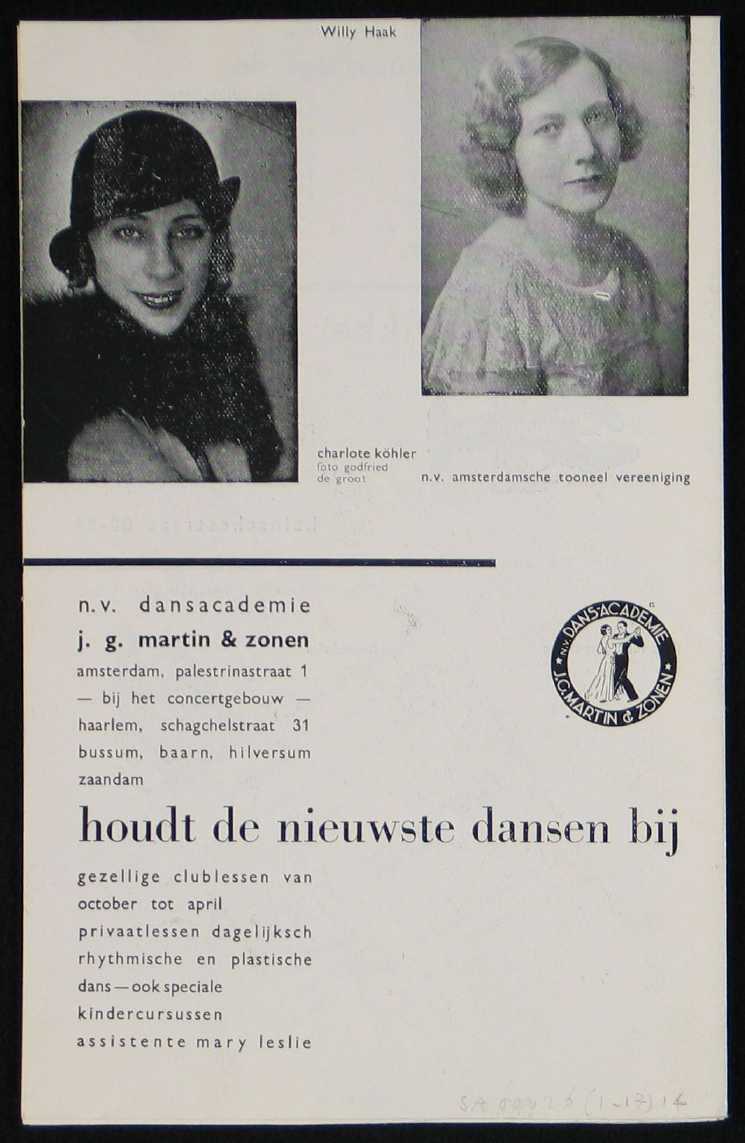 Willy Haak
charlote köhler
foto godfried
de groot
n.v. amsterdamsche tooneel vereeniging
n.v. dansacademie
j. g. martin & zonen
amsterdam, palestrinastraat 1
— bij het concertgebouw —
haarlem, schagchelstraat 31
bussum, baarn, hilversum
zaandam
N.V. DANS-ACADEMIE
J.G. MARTIN & ZONEN
houdt de nieuwste dansen bij
gezellige clublessen van
october tot april
privaatlessen dagelijksch
rhythmische en plastische
dans — ook speciale
kindercursussen
assistente mary leslie